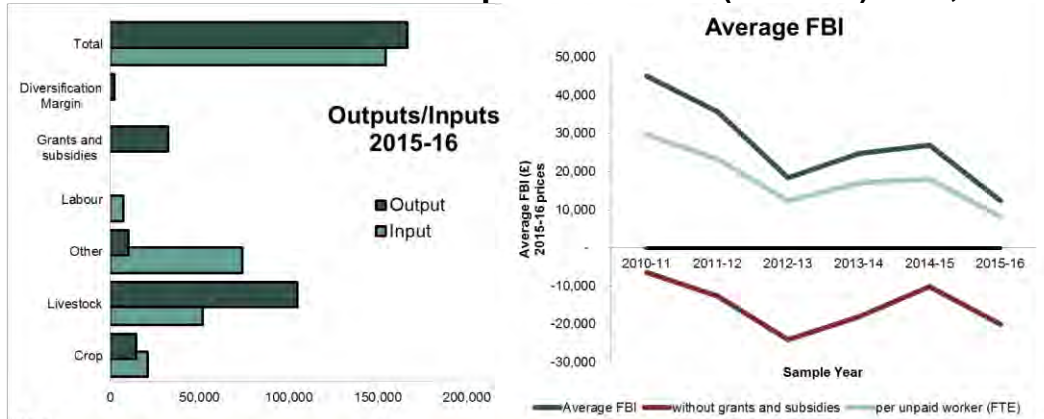 Total
Diversification
Margin
Grants and
subsidies
Labour
Other
Livestock
Crop
0
50,000
100,000
150,000
200,000
Outputs/Inputs
2015-16
Output
Input
Average FBI
Average FBI (£)
2015-16 prices
50,000
40,000
30,000
20,000
10,000
-
-10,000
-20,000
-30,000
2010-11
2011-12
2012-13
2013-14
2014-15
2015-16
Sample Year
Average FBI
without grants and subsidies
per unpaid worker (FTE)